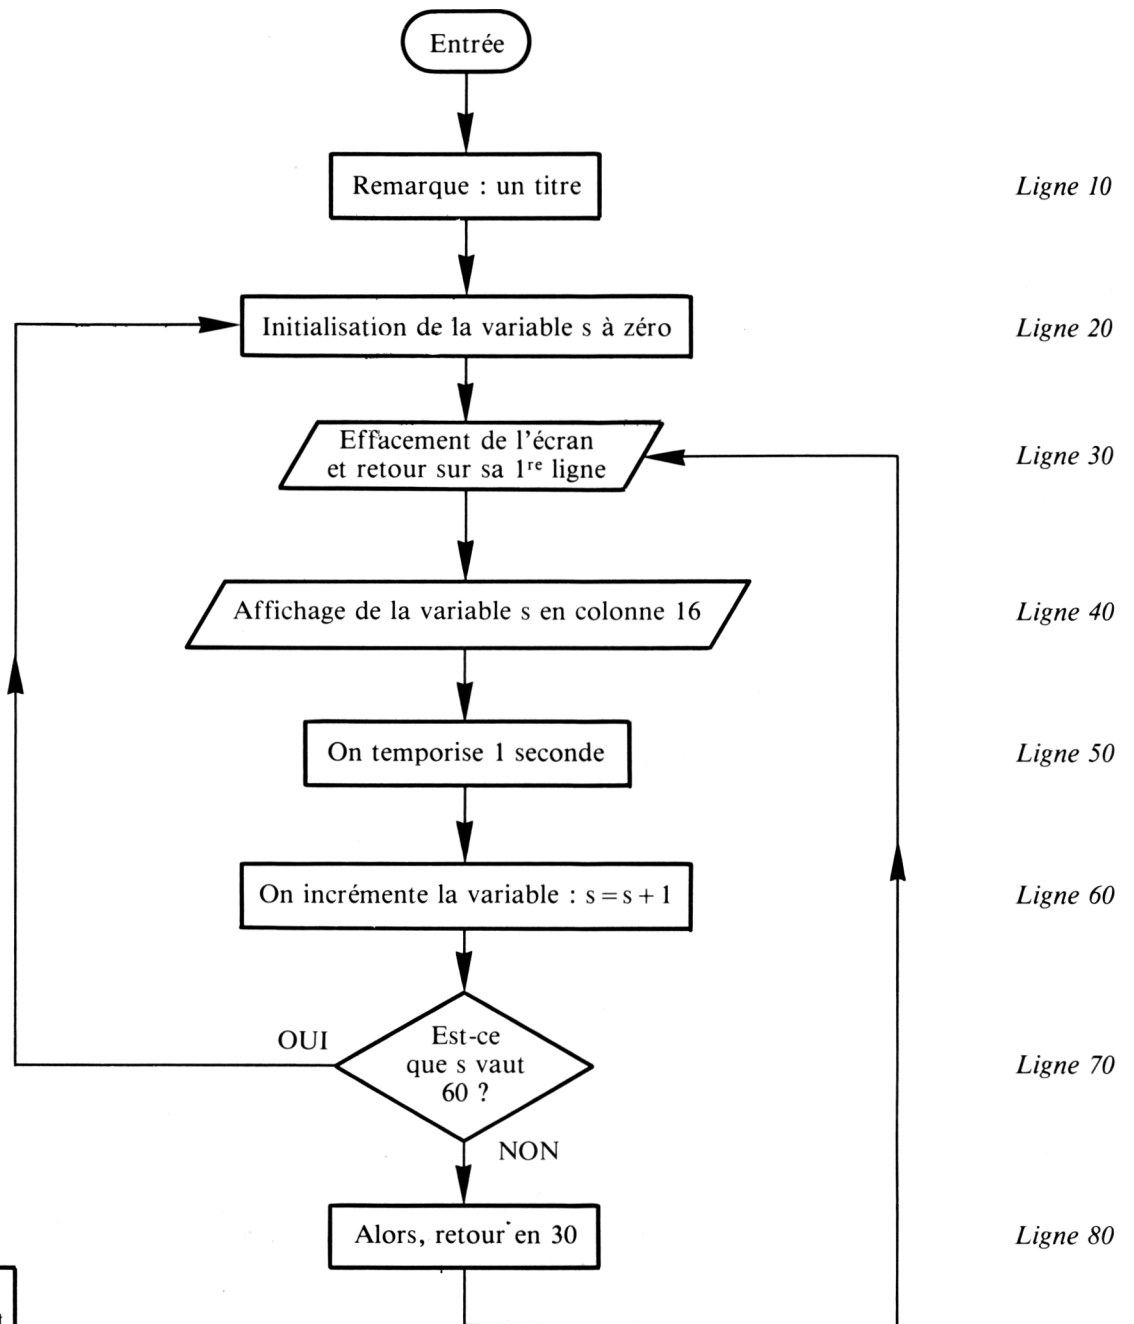 Entrée
Remarque : un titre
Ligne 10
Initialisation de la variable s à zéro
Ligne 20
Effacement de l'écran
et retour sur sa 1re ligne
Ligne 30
Affichage de la variable s en colonne 16
Ligne 40
On temporise 1 seconde
Ligne 50
On incrémente la variable : s = s + 1
Ligne 60
OUI
Est-ce
que s vaut
60 ?
Ligne 70
NON
Alors, retour en 30
Ligne 80